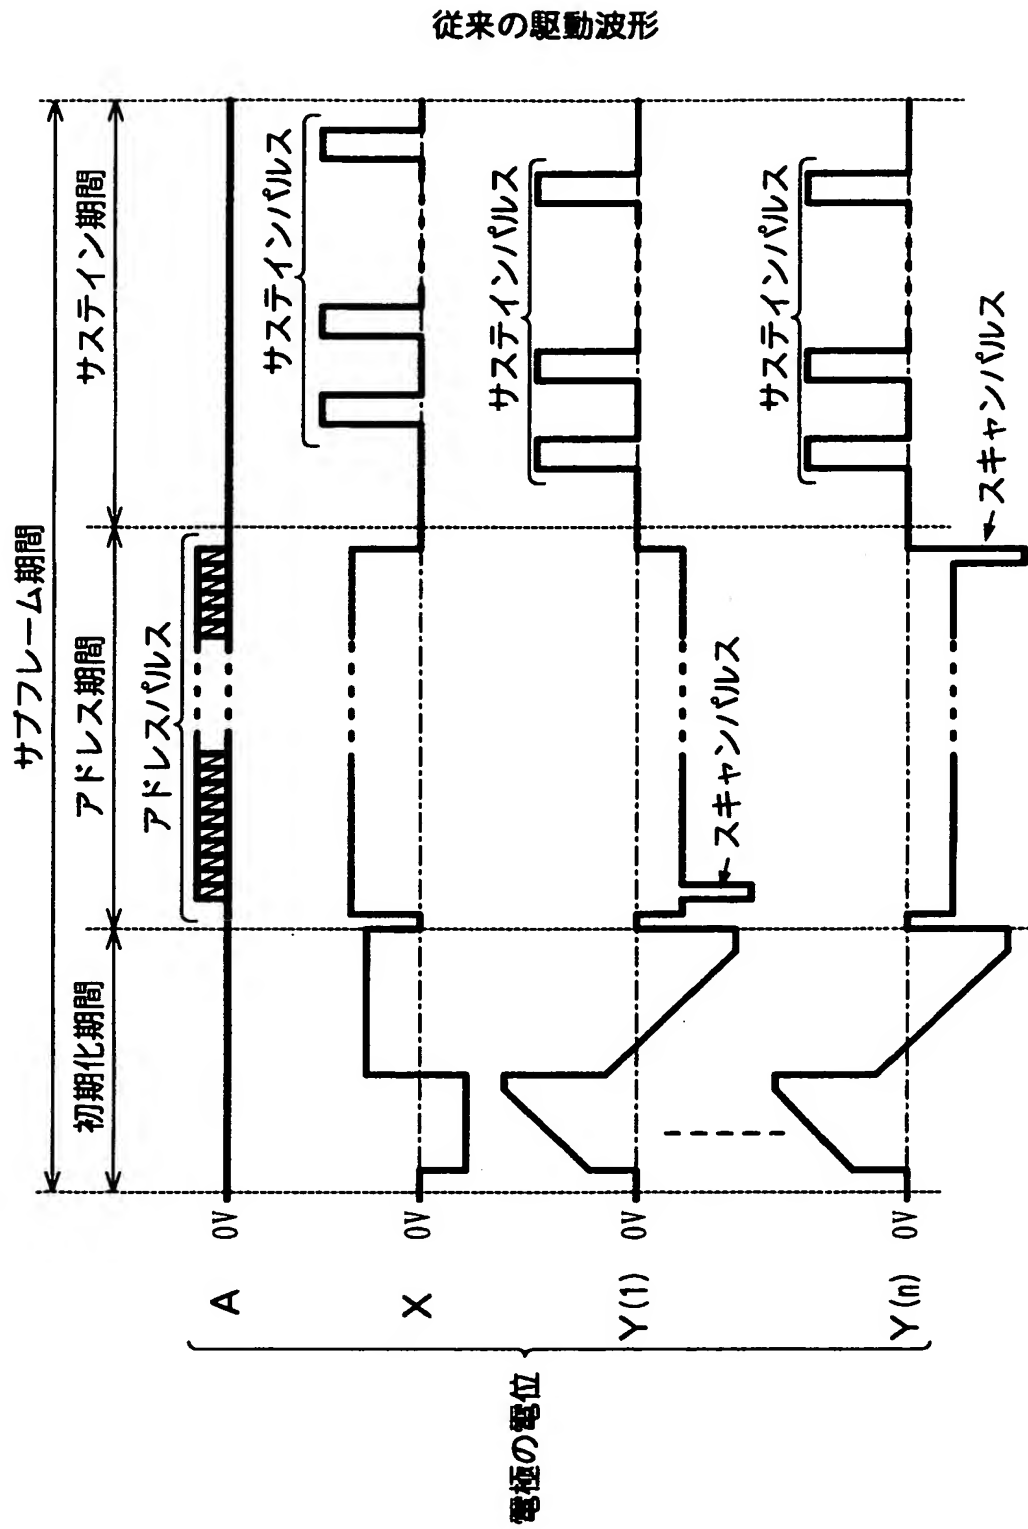 従来の駆動波形
サブフレーム期間
初期化期間
アドレス期間
サステイン期間
アドレスパルス
A
0V
サステインパルス
X
0V
サステインパルス
Y(1)
0V
スキャンパルス
サステインパルス
Y(n)
0V
スキャンパルス
電極の電位